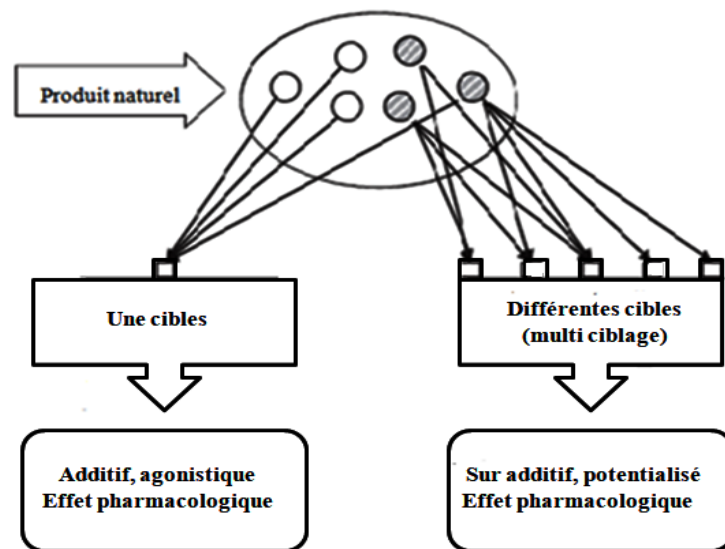 Produit naturel
Une cibles
Différentes cibles
(multi ciblage)
Additif, agonistique
Effet pharmacologique
Sur additif, potentialisé
Effet pharmacologique